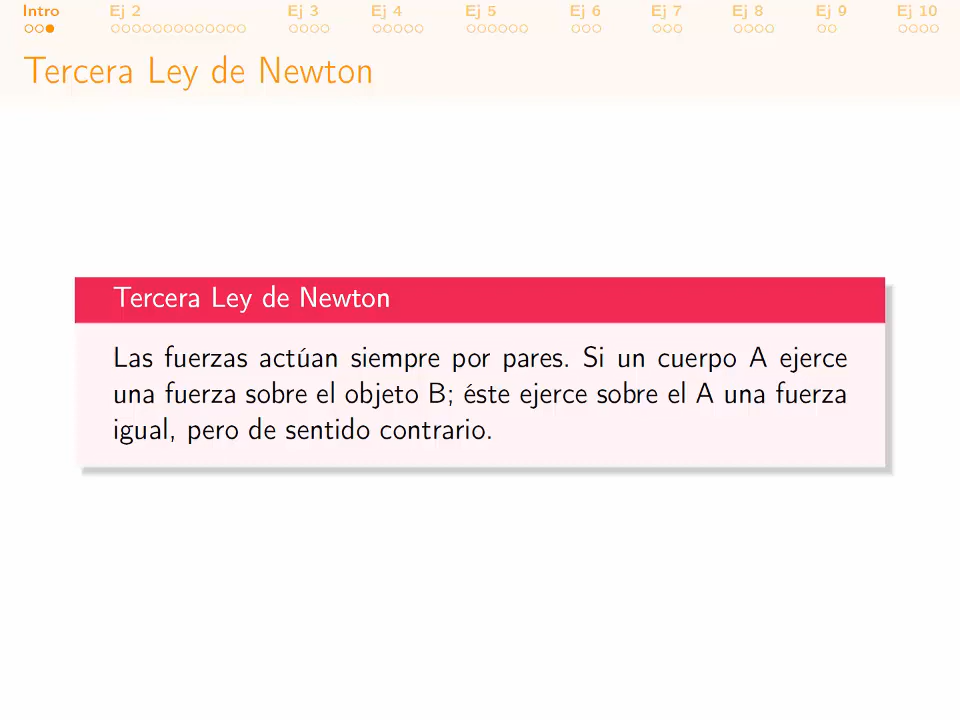 Intro Ej 2 Ej 3 Ej 4 Ej 5 Ej 6 Ej 7 Ej 8 Ej 9 Ej 10
Tercera Ley de Newton
Tercera Ley de Newton
Las fuerzas actúan siempre por pares. Si un cuerpo A ejerce
una fuerza sobre el objeto B; éste ejerce sobre el A una fuerza
igual, pero de sentido contrario.